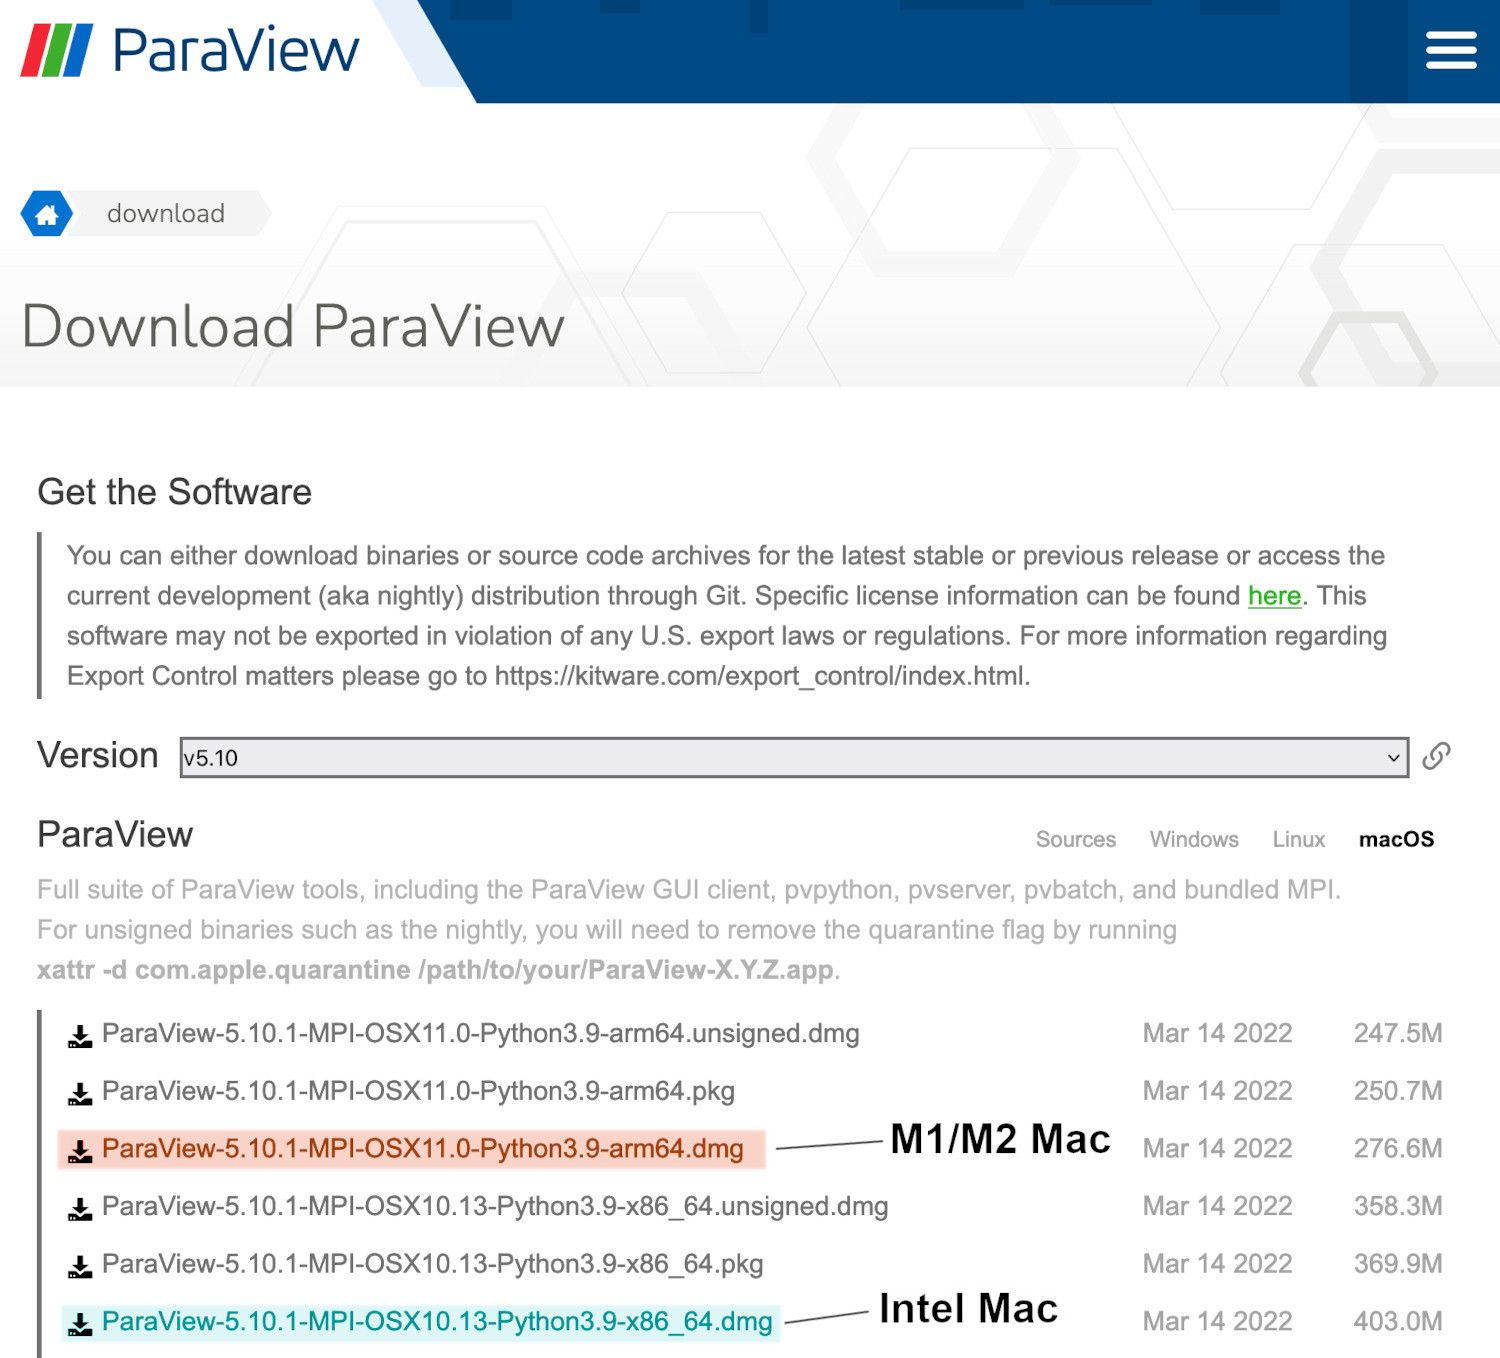 ParaView
download
Download ParaView
Get the Software
You can either download binaries or source code archives for the latest stable or previous release or access the
current development (aka nightly) distribution through Git. Specific license information can be found here. This
software may not be exported in violation of any U.S. export laws or regulations. For more information regarding
Export Control matters please go to https://kitware.com/export_control/index.html.
Version v5.10
ParaView Sources Windows Linux macOS
Full suite of ParaView tools, including the ParaView GUI client, pvpython, pvserver, pvbatch, and bundled MPI.
For unsigned binaries such as the nightly, you will need to remove the quarantine flag by running
xattr -d com.apple.quarantine /path/to/your/ParaView-X.Y.Z.app.
ParaView-5.10.1-MPI-OSX11.0-Python3.9-arm64.unsigned.dmg Mar 14 2022 247.5M
ParaView-5.10.1-MPI-OSX11.0-Python3.9-arm64.pkg Mar 14 2022 250.7M
ParaView-5.10.1-MPI-OSX11.0-Python3.9-arm64.dmg M1/M2 Mac Mar 14 2022 276.6M
ParaView-5.10.1-MPI-OSX10.13-Python3.9-x86_64.unsigned.dmg Mar 14 2022 358.3M
ParaView-5.10.1-MPI-OSX10.13-Python3.9-x86_64.pkg Mar 14 2022 369.9M
ParaView-5.10.1-MPI-OSX10.13-Python3.9-x86_64.dmg Intel Mac Mar 14 2022 403.0M